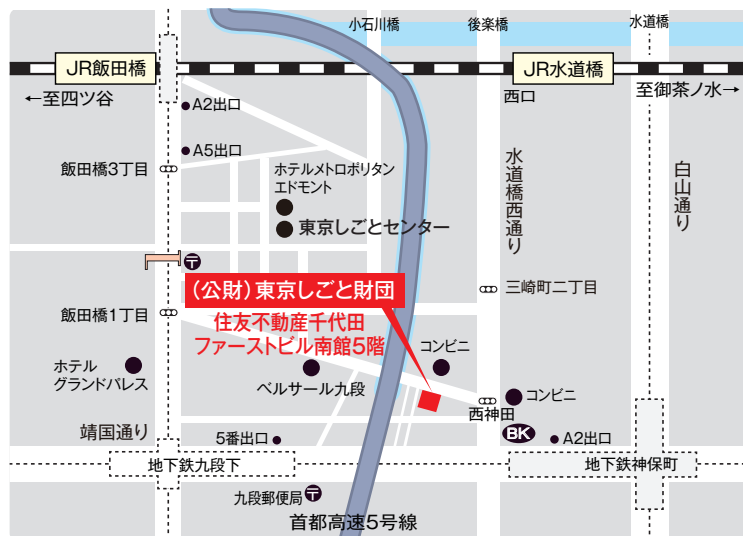 小石川橋
後楽橋
水道橋
JR飯田橋
JR水道橋
←至四ツ谷
西口
至御茶ノ水→
A2出口
A5出口
飯田橋3丁目
ホテルメトロポリタン
エドモント
東京しごとセンター
水道橋西通り
白山通り
〒
(公財)東京しごと財団
三崎町二丁目
飯田橋1丁目
住友不動産千代田
ファーストビル南館5階
コンビニ
ホテル
グランドパレス
ベルサール九段
コンビニ
西神田
靖国通り
5番出口
BK
A2出口
地下鉄九段下
地下鉄神保町
九段郵便局
〒
首都高速5号線